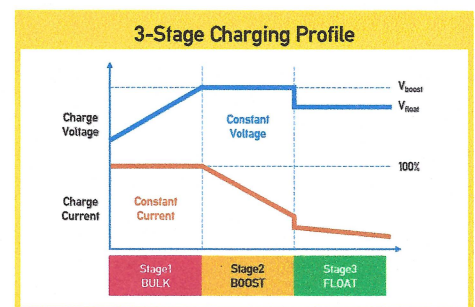 3-Stage Charging Profile
Charge
Voltage
Constant
Voltage
Vboost
Vfloat
100%
Charge
Current
Constant
Current
Stage1
BULK
Stage2
BOOST
Stage3
FLOAT